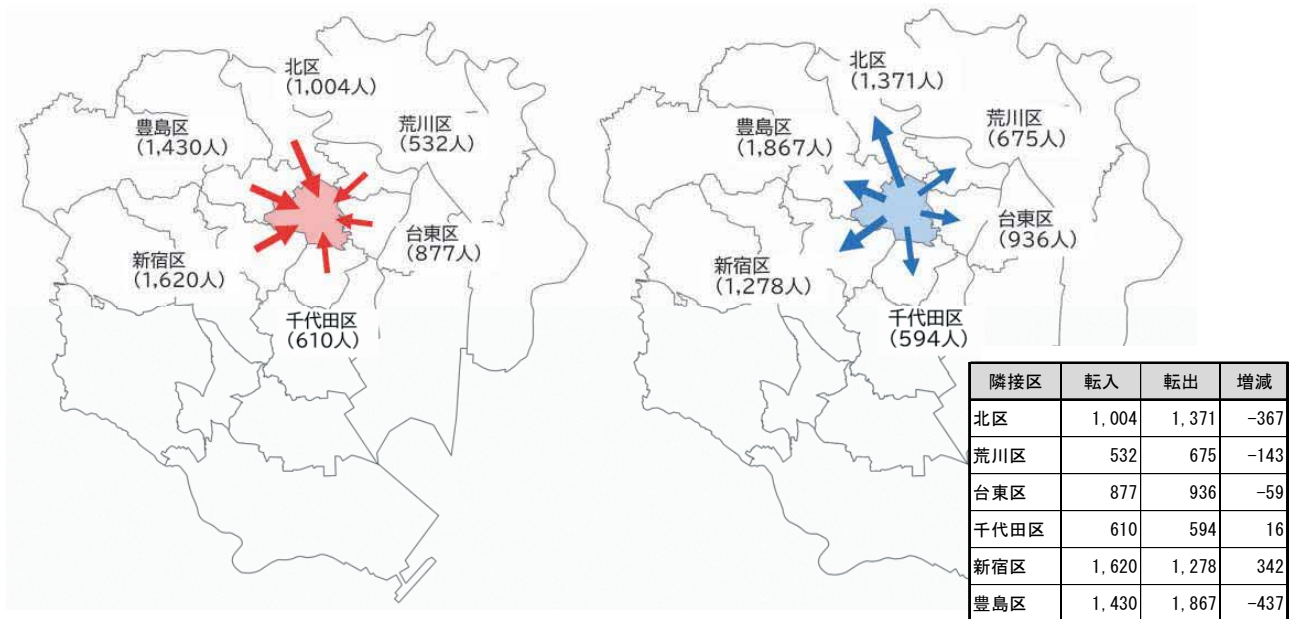 北区
(1,004人)
豊島区
(1,430人)
荒川区
(532人)
台東区
(877人)
新宿区
(1,620人)
千代田区
(610人)
北区
(1,371人)
豊島区
(1,867人)
荒川区
(675人)
台東区
(936人)
新宿区
(1,278人)
千代田区
(594人)
隣接区 転入 転出 増減
北区 1,004 1,371 -367
荒川区 532 675 -143
台東区 877 936 -59
千代田区 610 594 16
新宿区 1,620 1,278 342
豊島区 1,430 1,867 -437